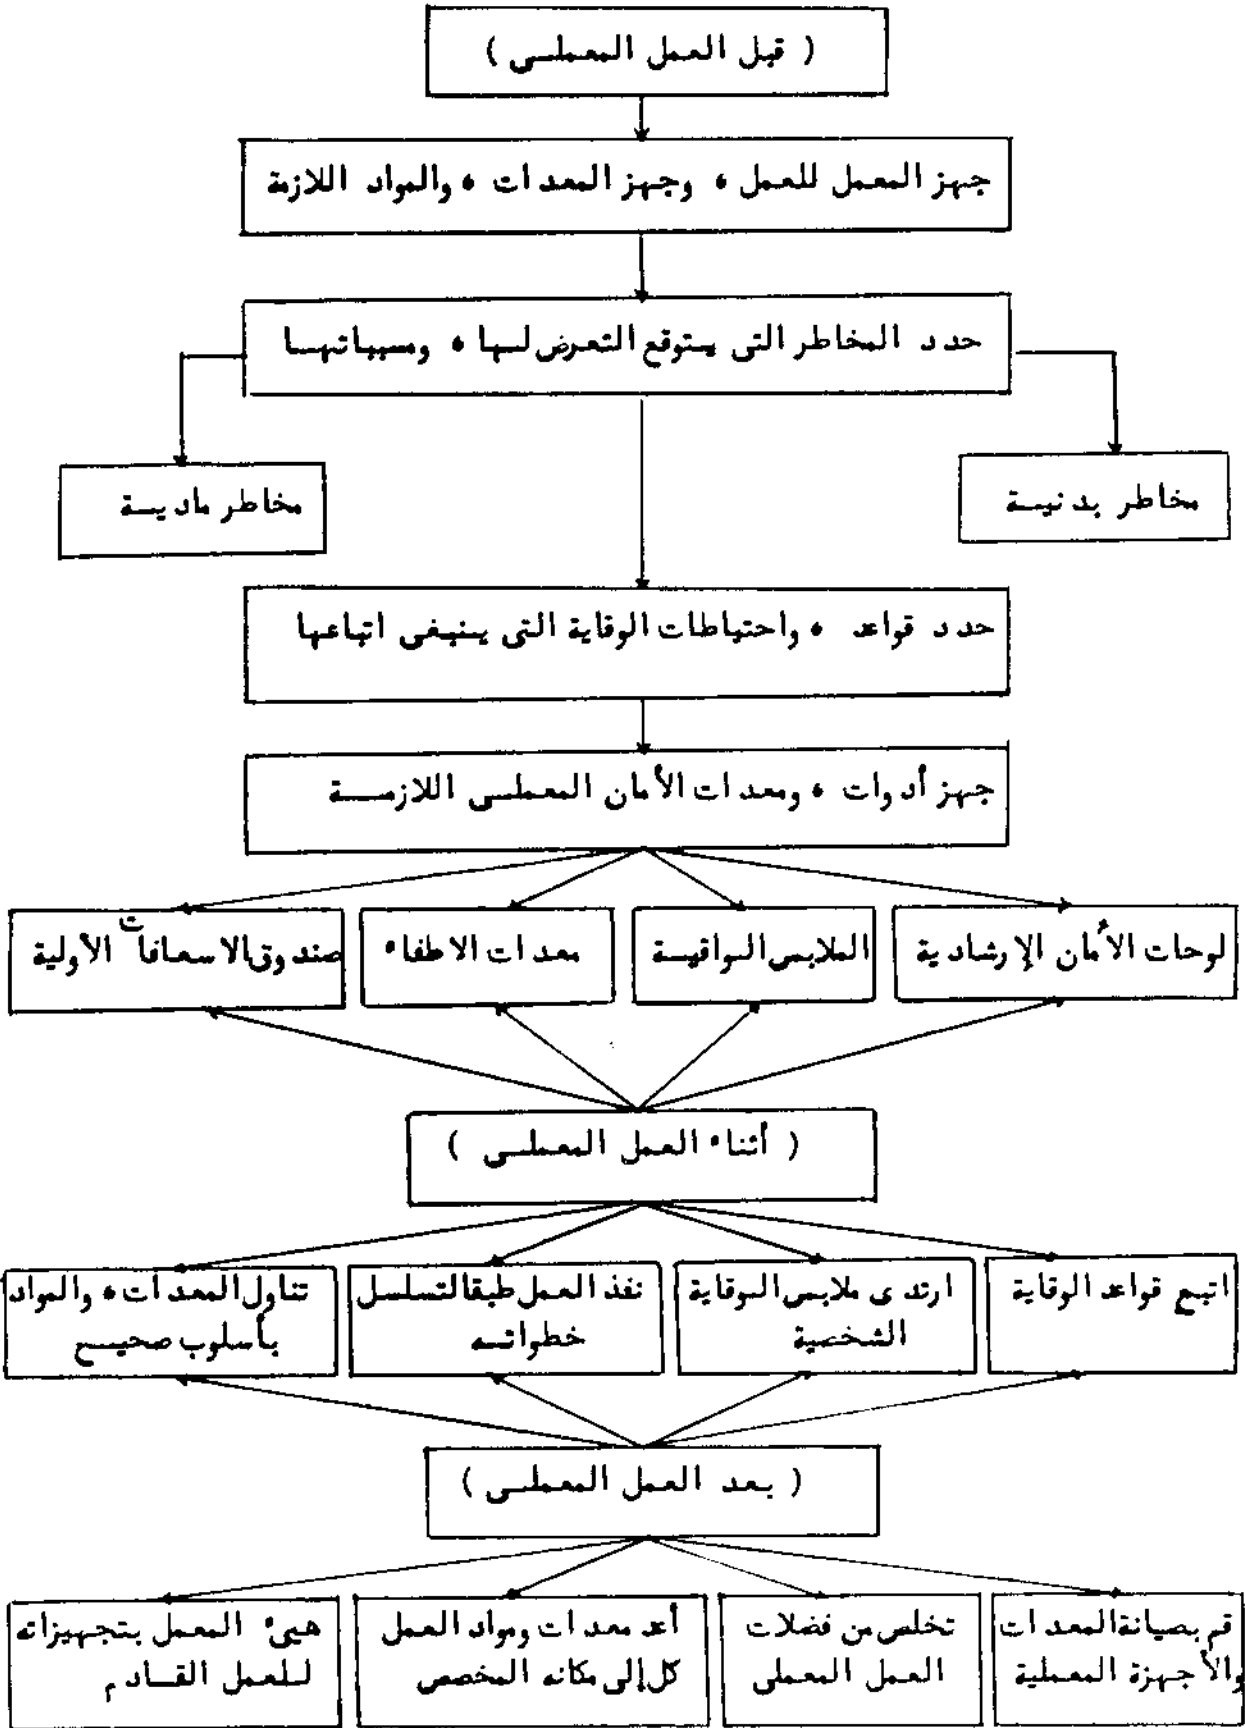 ( قبل العمل المعملى )
جهز المعمل للعمل ، وجهز المعدات ، والمواد اللازمة
حدد المخاطر التى يتوقع التعرض لها ، ومسبباتها
مخاطر بدنية
مخاطر مادية
حدد قواعد ، واحتياطات الوقاية التى ينبغى اتباعها
جهز أدوات ، ومعدات الأمان المعملى اللازمة
لوحات الأمان الإرشادية
الملابس الواقية
معدات الاطفاء
صندوق الاسعافات الأولية
( أثناء العمل المعملى )
اتبع قواعد الوقاية
ارتدى ملابس الوقاية
الشخصية
نفذ العمل طبقا لتسلسل
خطواته
تناول المعدات ، والمواد
بأسلوب صحيح
( بعد العمل المعملى )
قم بصيانة المعدات
والأجهزة المعملية
تخلص من فضلات
العمل المعملى
أعد معدات ومواد العمل
كل إلى مكانه المخصص
هيئ المعمل بتجهيزاته
للعمل القادم